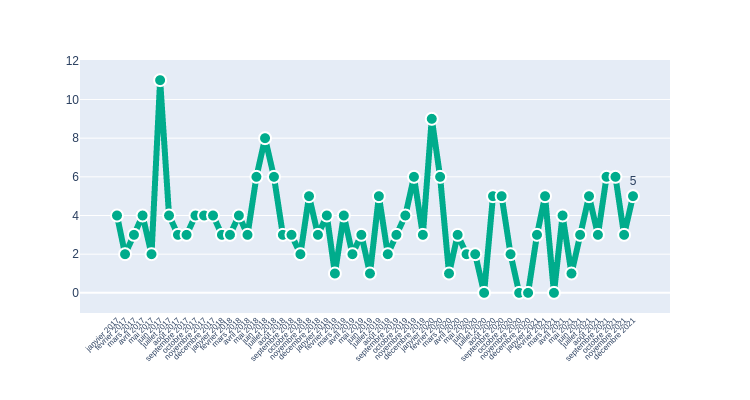 12
10
8
6
4
2
0
5
janvier 2017
février 2017
mars 2017
avril 2017
mai 2017
juin 2017
juillet 2017
août 2017
septembre 2017
octobre 2017
novembre 2017
décembre 2017
janvier 2018
février 2018
mars 2018
avril 2018
mai 2018
juin 2018
juillet 2018
août 2018
septembre 2018
octobre 2018
novembre 2018
décembre 2018
janvier 2019
février 2019
mars 2019
avril 2019
mai 2019
juin 2019
juillet 2019
août 2019
septembre 2019
octobre 2019
novembre 2019
décembre 2019
janvier 2020
février 2020
mars 2020
avril 2020
mai 2020
juin 2020
juillet 2020
août 2020
septembre 2020
octobre 2020
novembre 2020
décembre 2020
janvier 2021
février 2021
mars 2021
avril 2021
mai 2021
juin 2021
juillet 2021
août 2021
septembre 2021
octobre 2021
novembre 2021
décembre 2021